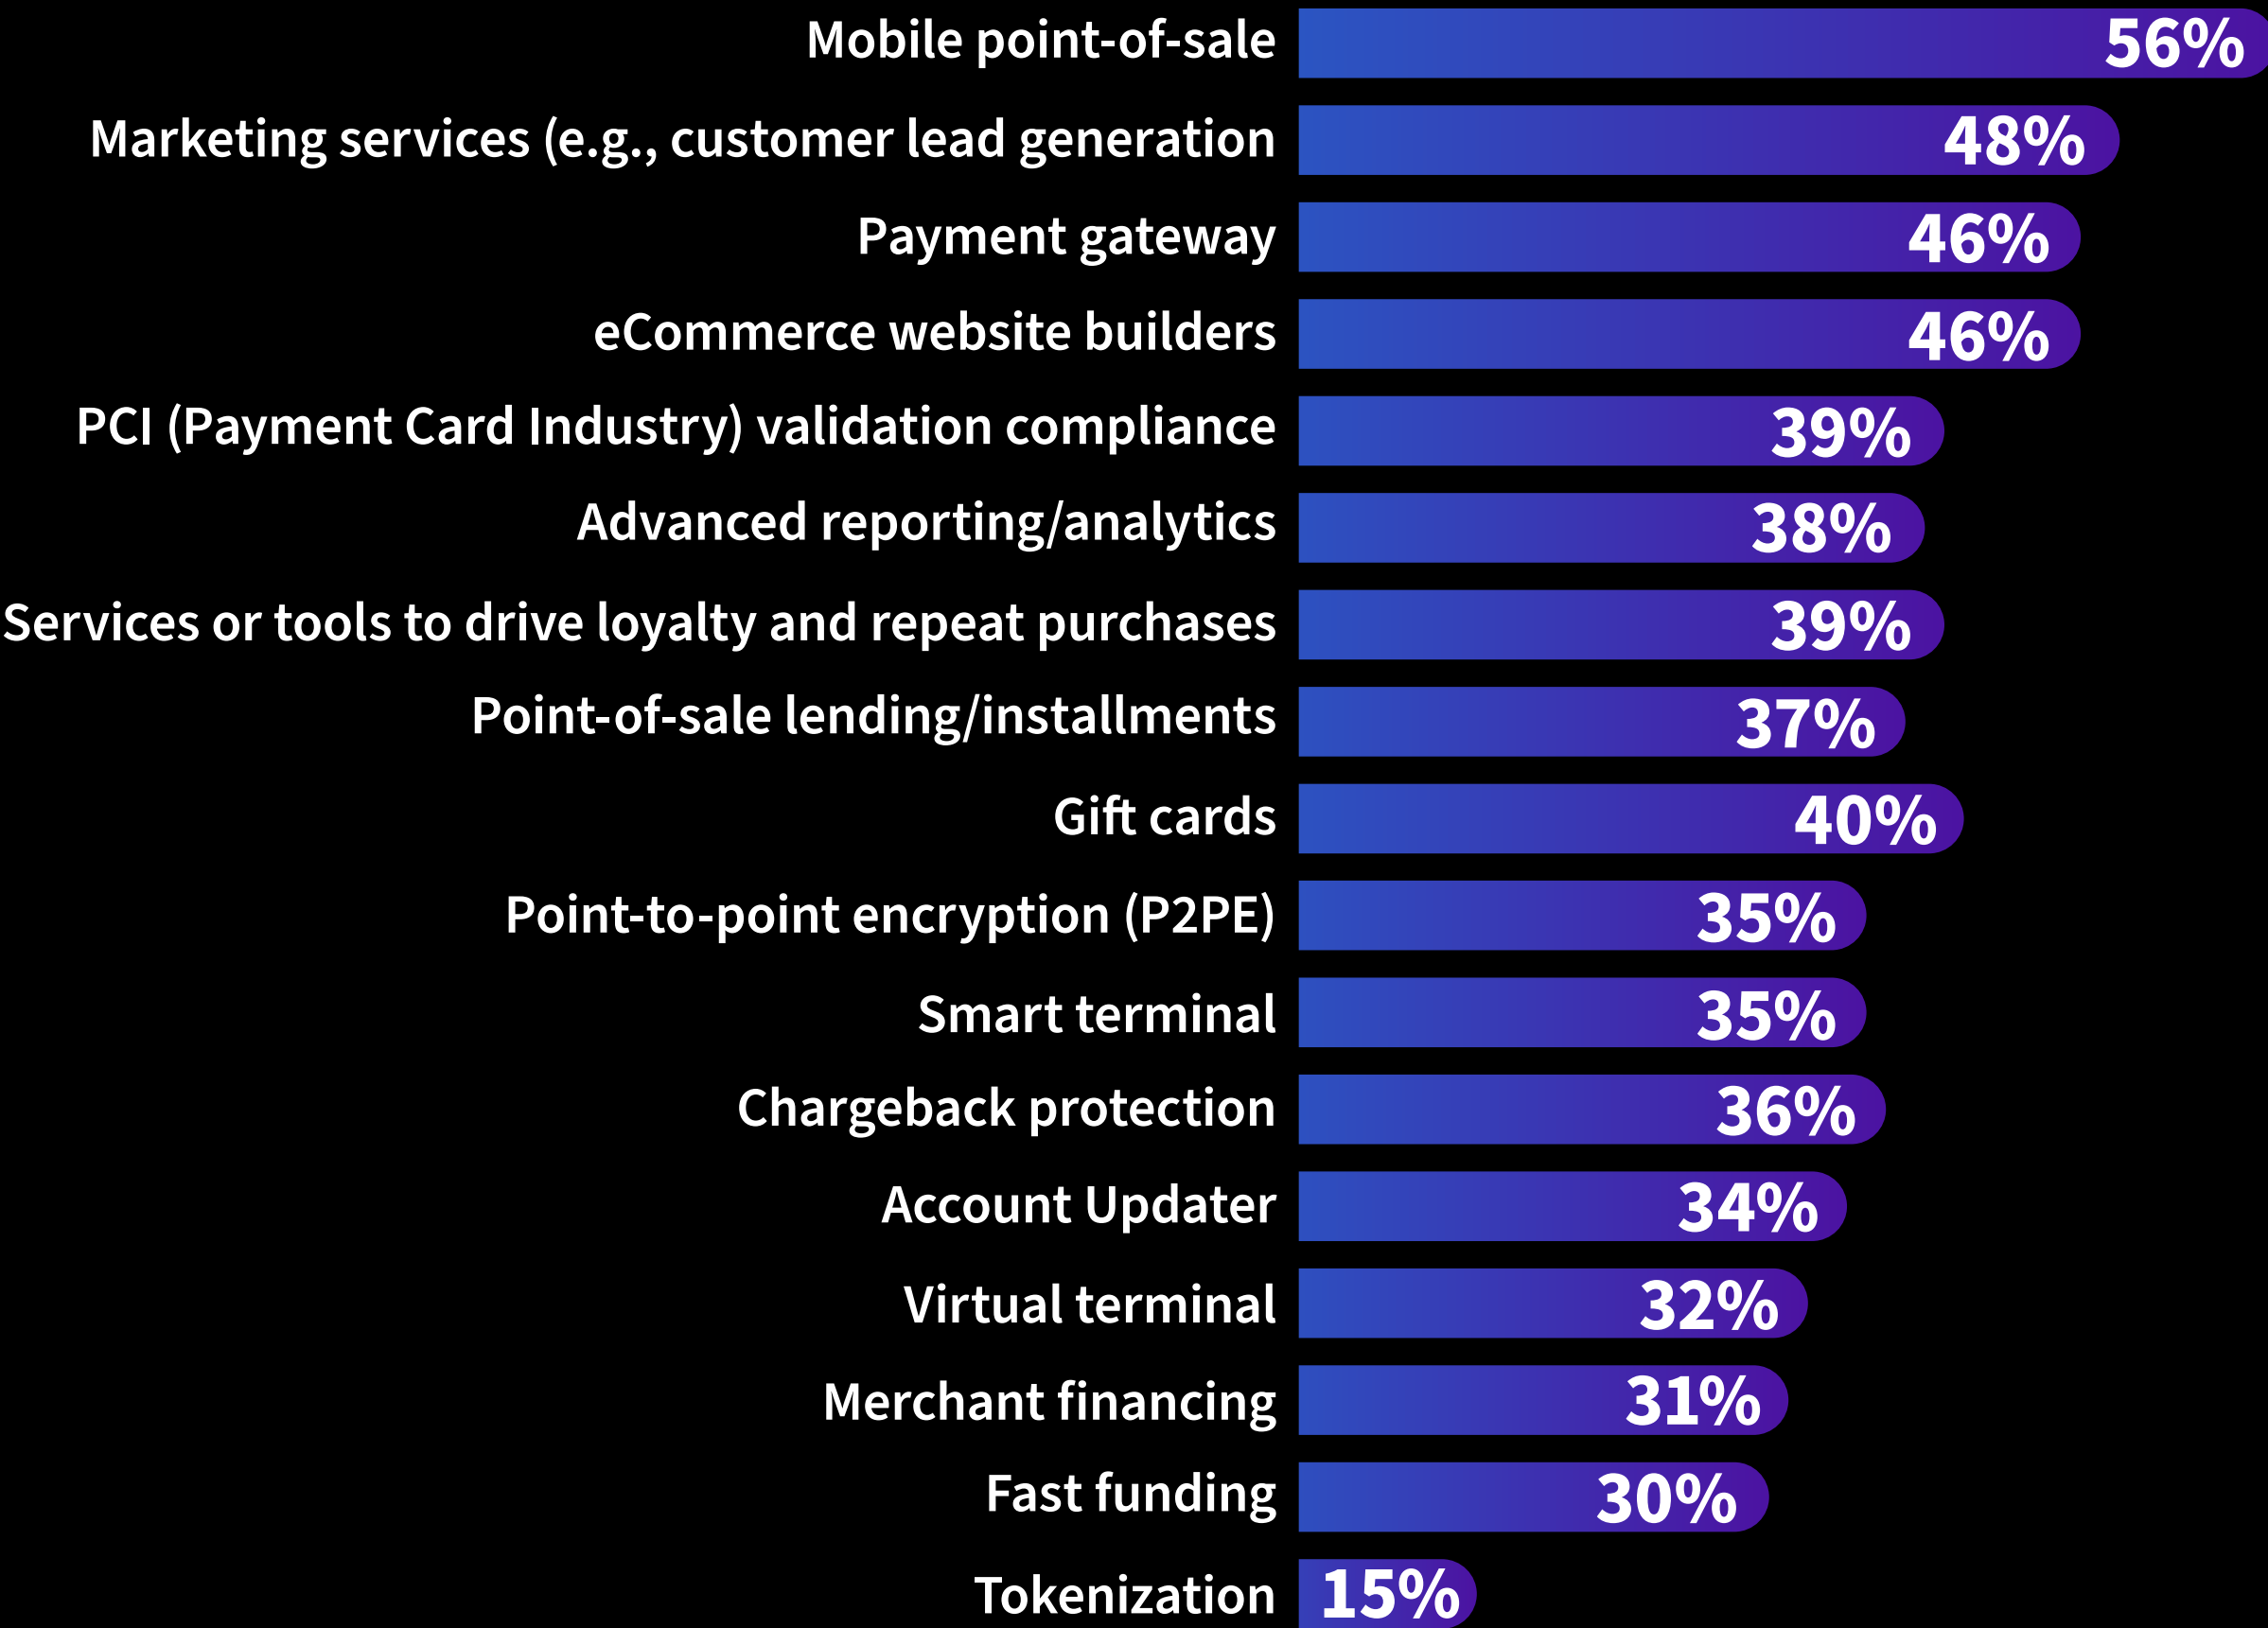 Mobile point-of-sale 56%
Marketing services (e.g., customer lead generation 48%
Payment gateway 46%
eCommerce website builders 46%
PCI (Payment Card Industry) validation compliance 39%
Advanced reporting/analytics 38%
Services or tools to drive loyalty and repeat purchases 39%
Point-of-sale lending/installments 37%
Gift cards 40%
Point-to-point encryption (P2PE) 35%
Smart terminal 35%
Chargeback protection 36%
Account Updater 34%
Virtual terminal 32%
Merchant financing 31%
Fast funding 30%
Tokenization 15%